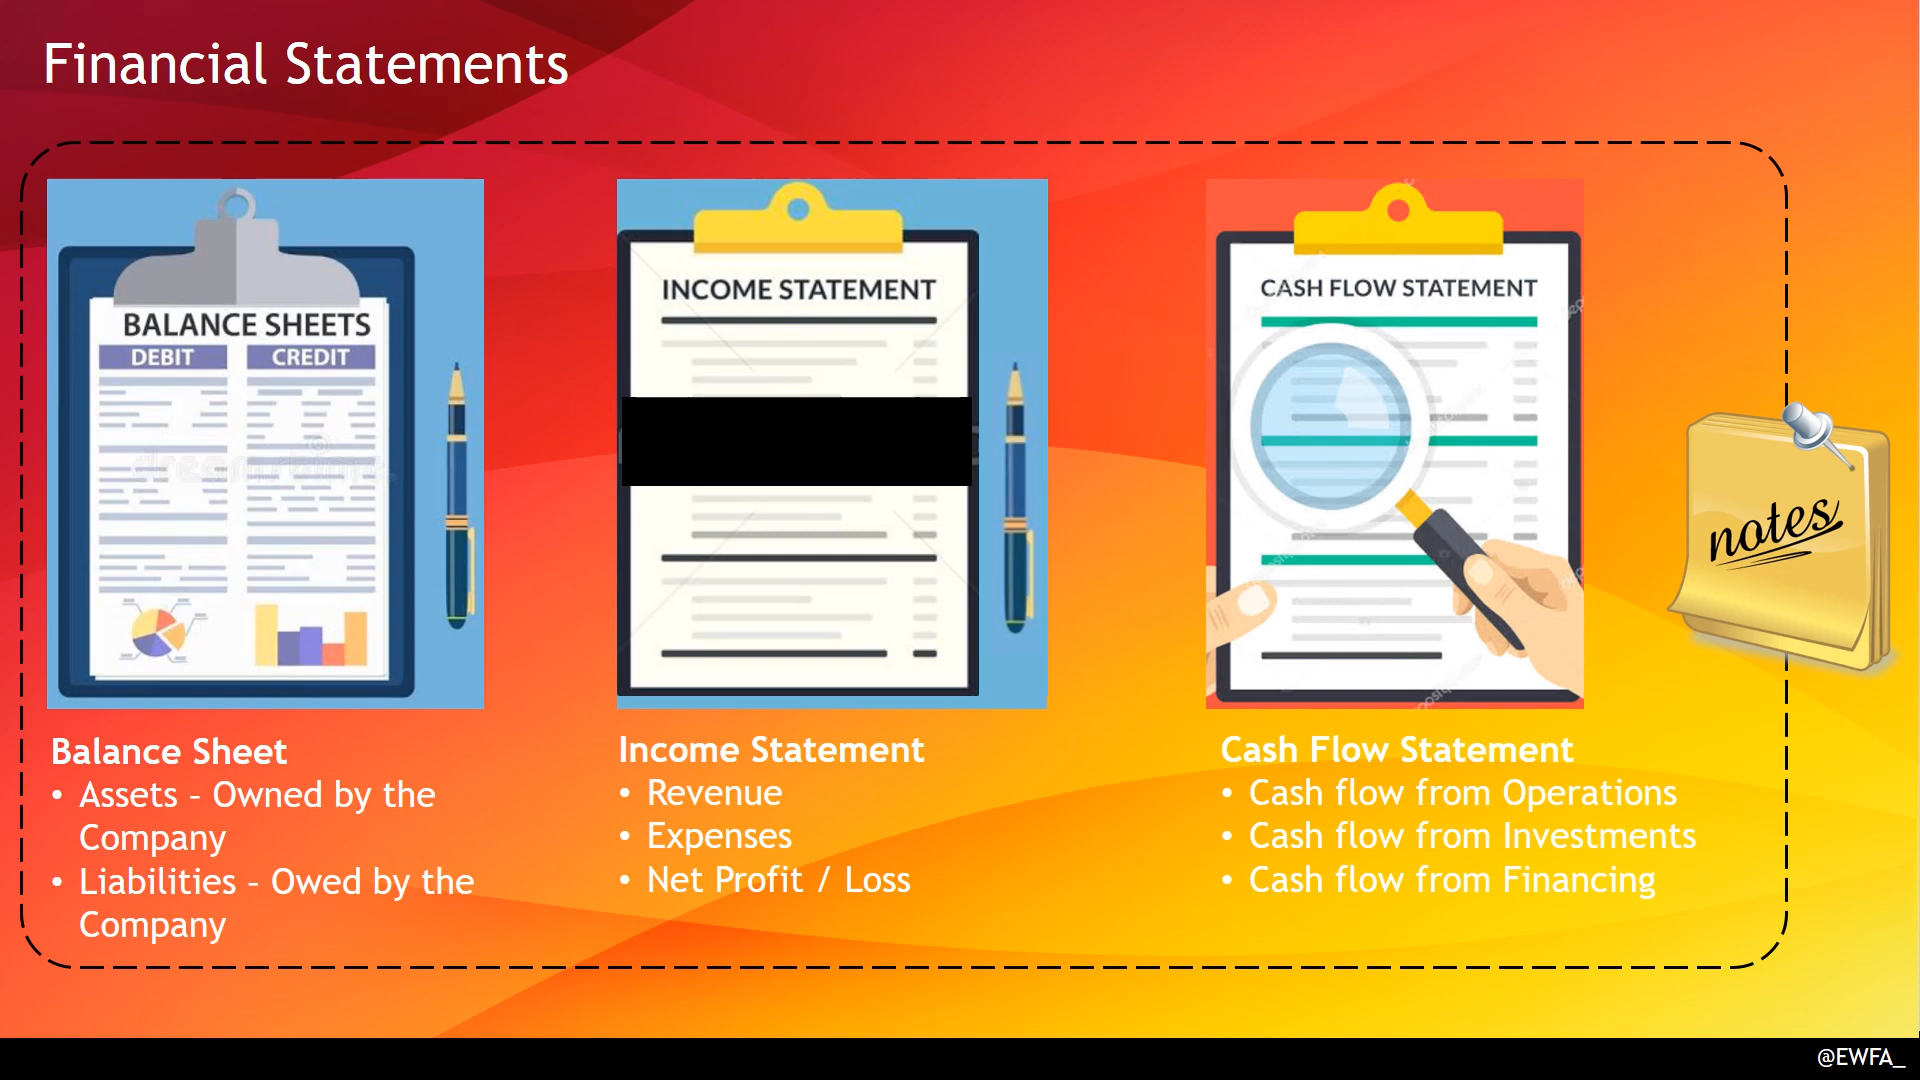 Financial Statements
BALANCE SHEETS
DEBIT CREDIT
INCOME STATEMENT
CASH FLOW STATEMENT
notes
Balance Sheet
• Assets – Owned by the
Company
• Liabilities – Owed by the
Company
Income Statement
• Revenue
• Expenses
• Net Profit / Loss
Cash Flow Statement
• Cash flow from Operations
• Cash flow from Investments
• Cash flow from Financing
@EWFA_